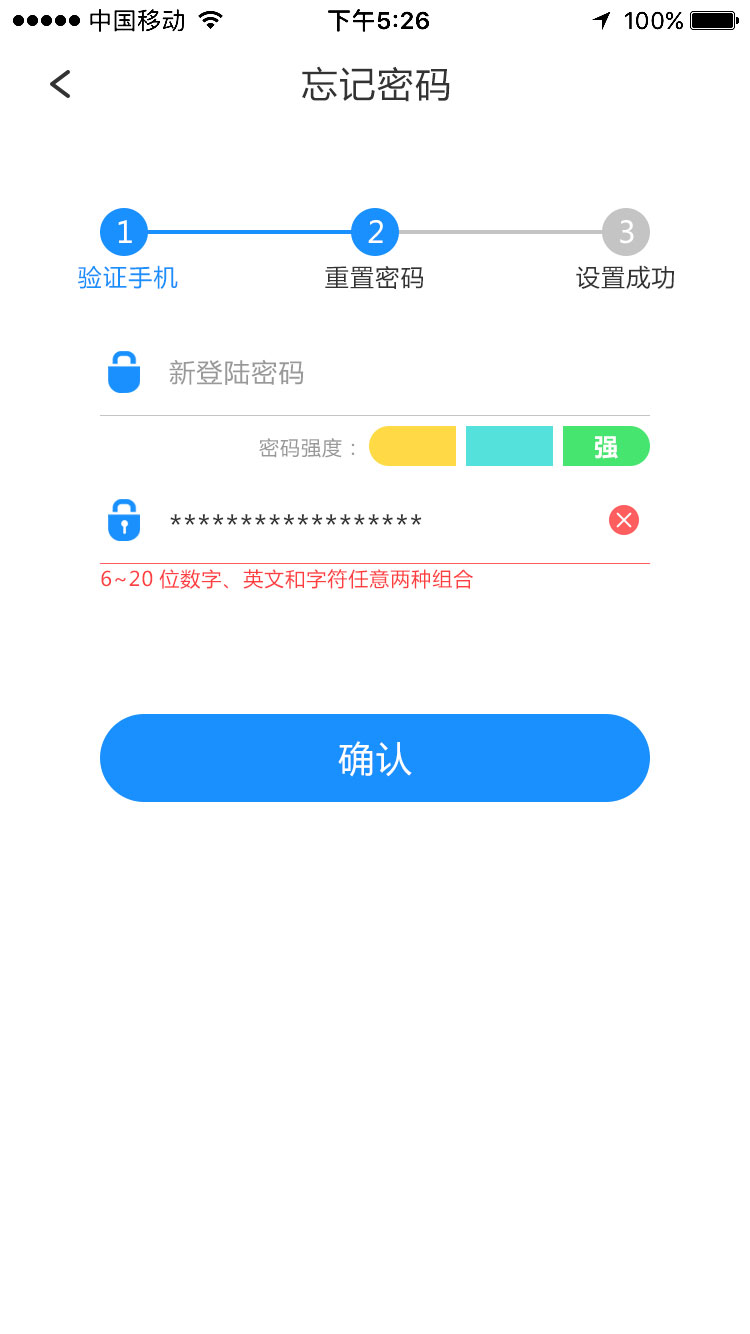 中国移动 下午5:26 100%
忘记密码
1 2 3
验证手机 重置密码 设置成功
新登陆密码
密码强度： 强
******************
6~20 位数字、英文和字符任意两种组合
确认